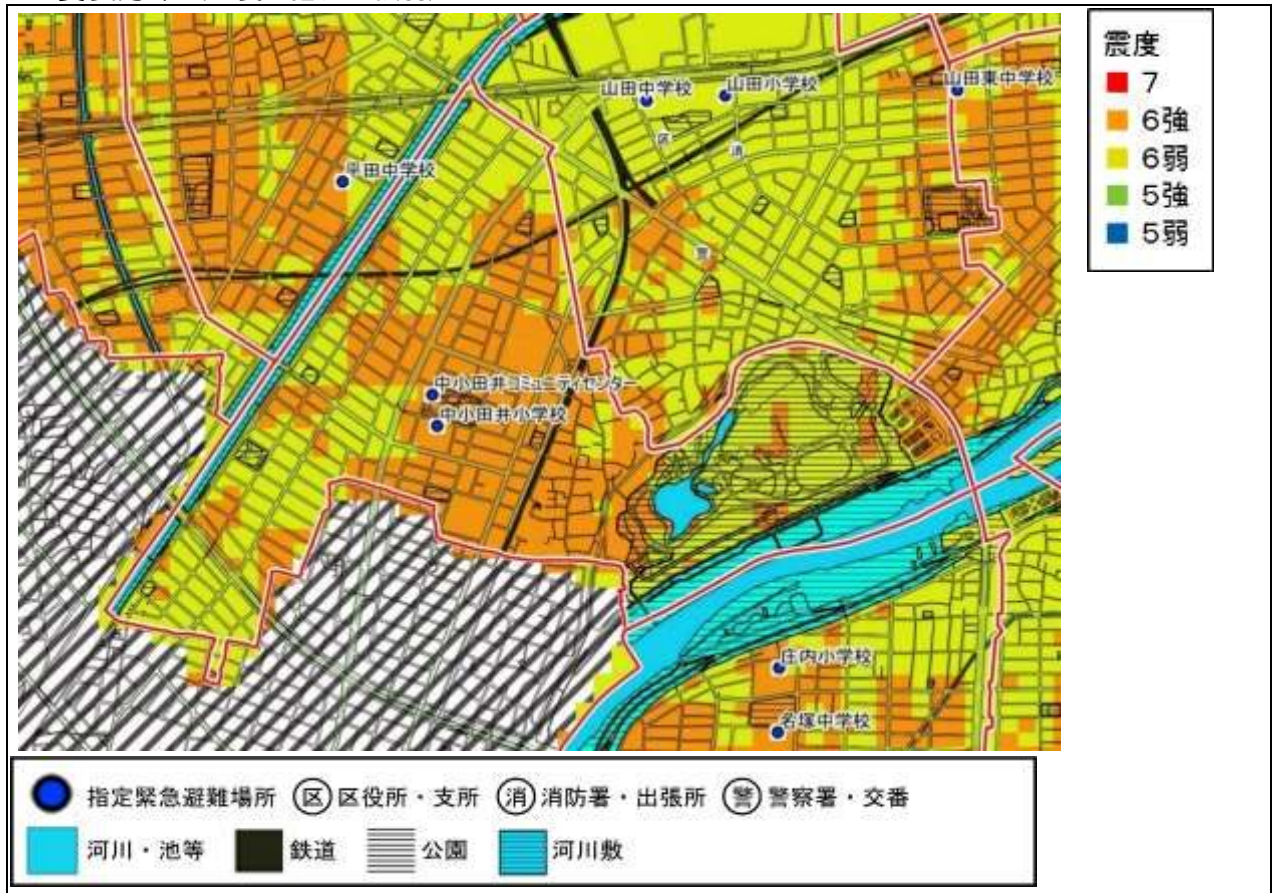 震度
7
6強
6弱
5強
5弱
山田中学校
山田小学校
山田東中学校
区
消
平田中学校
警
中小田井コミュニティセンター
中小田井小学校
庄内小学校
名塚中学校
指定緊急避難場所 区 区役所・支所 消 消防署・出張所 警 警察署・交番
河川・池等 鉄道 公園 河川敷